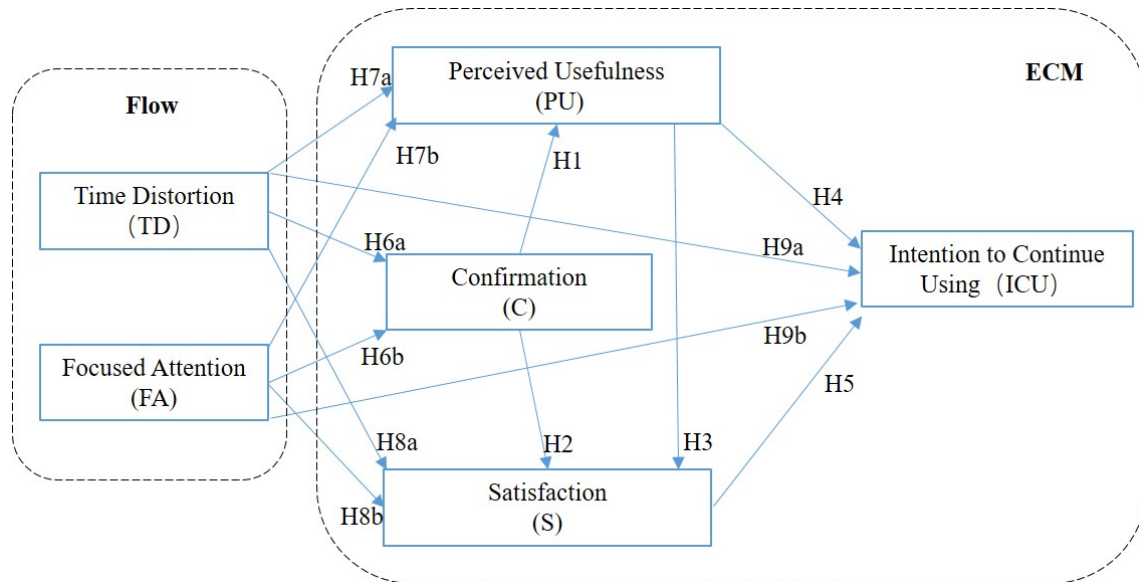 Flow
ECM
Perceived Usefulness
(PU)
H7a
H7b
H1
Time Distortion
（TD）
H4
H6a
H9a
Confirmation
(C)
Intention to Continue
Using（ICU）
Focused Attention
(FA)
H6b
H9b
H5
H8a
H2
H3
Satisfaction
(S)
H8b